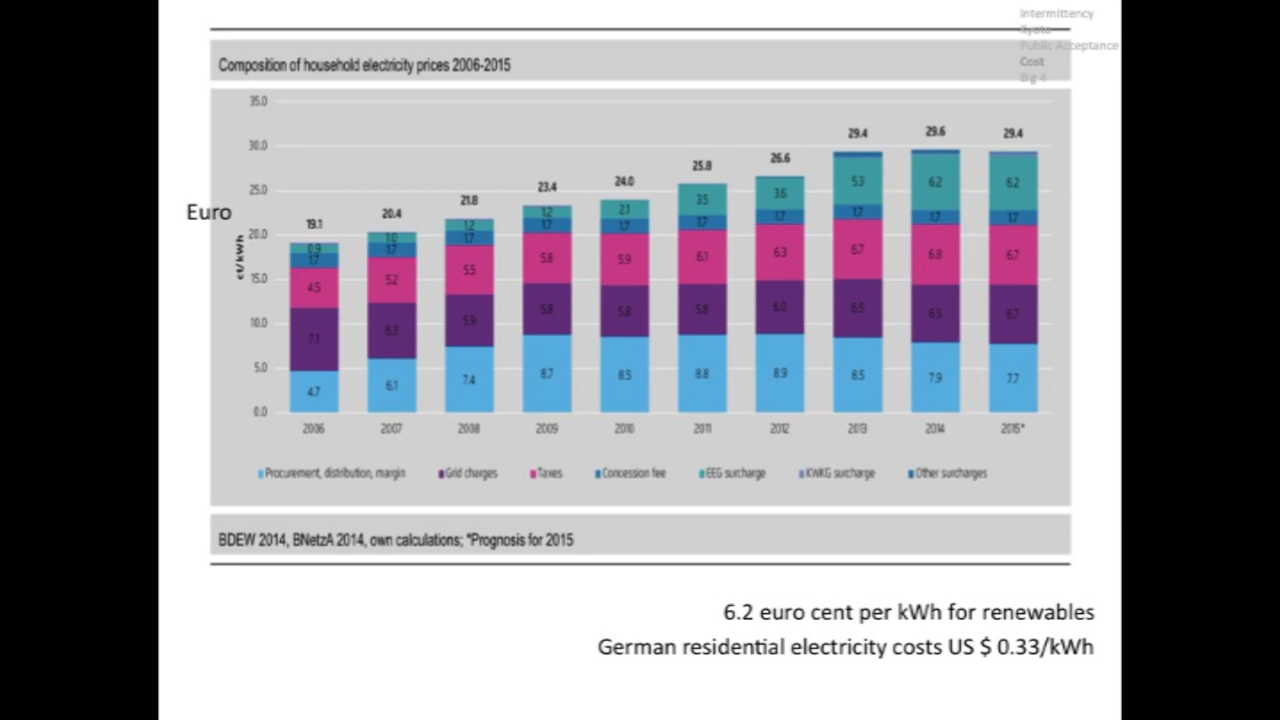 Intermittency
Kyoto
Public Acceptance
Cost
Big 4
Composition of household electricity prices 2006-2015
Euro
ct/kWh
35.0
30.0
25.0
20.0
15.0
10.0
5.0
0.0
19.1 20.4 21.8 23.4 24.0 25.8 26.6 29.4 29.6 29.4
0.9 1.0 1.2 1.2 2.1 3.5 3.6 5.3 6.2 6.2
1.7 1.7 1.7 1.7 1.7 1.7 1.7 1.7 1.7 1.7
4.5 5.2 5.5 5.8 5.9 6.1 6.3 6.7 6.8 6.7
7.1 6.3 5.9 5.8 5.8 5.8 6.0 6.5 6.5 6.7
4.7 6.1 7.4 8.7 8.5 8.8 8.9 8.5 7.9 7.7
2006 2007 2008 2009 2010 2011 2012 2013 2014 2015*
Procurement, distribution, margin Grid charges Taxes Concession fee EEG surcharge KWKG surcharge Other surcharges
BDEW 2014, BNetzA 2014, own calculations; *Prognosis for 2015
6.2 euro cent per kWh for renewables
German residential electricity costs US $ 0.33/kWh